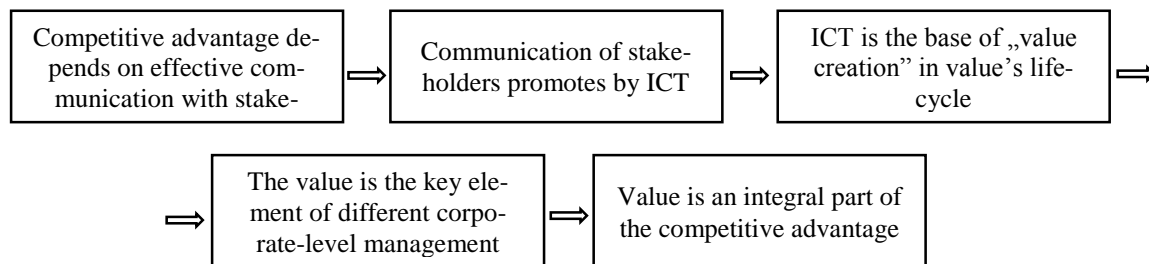 Competitive advantage de-
pends on effective com-
munication with stake-
Communication of stake-
holders promotes by ICT
ICT is the base of „value
creation” in value’s life-
cycle
The value is the key ele-
ment of different corpo-
rate-level management
Value is an integral part of
the competitive advantage